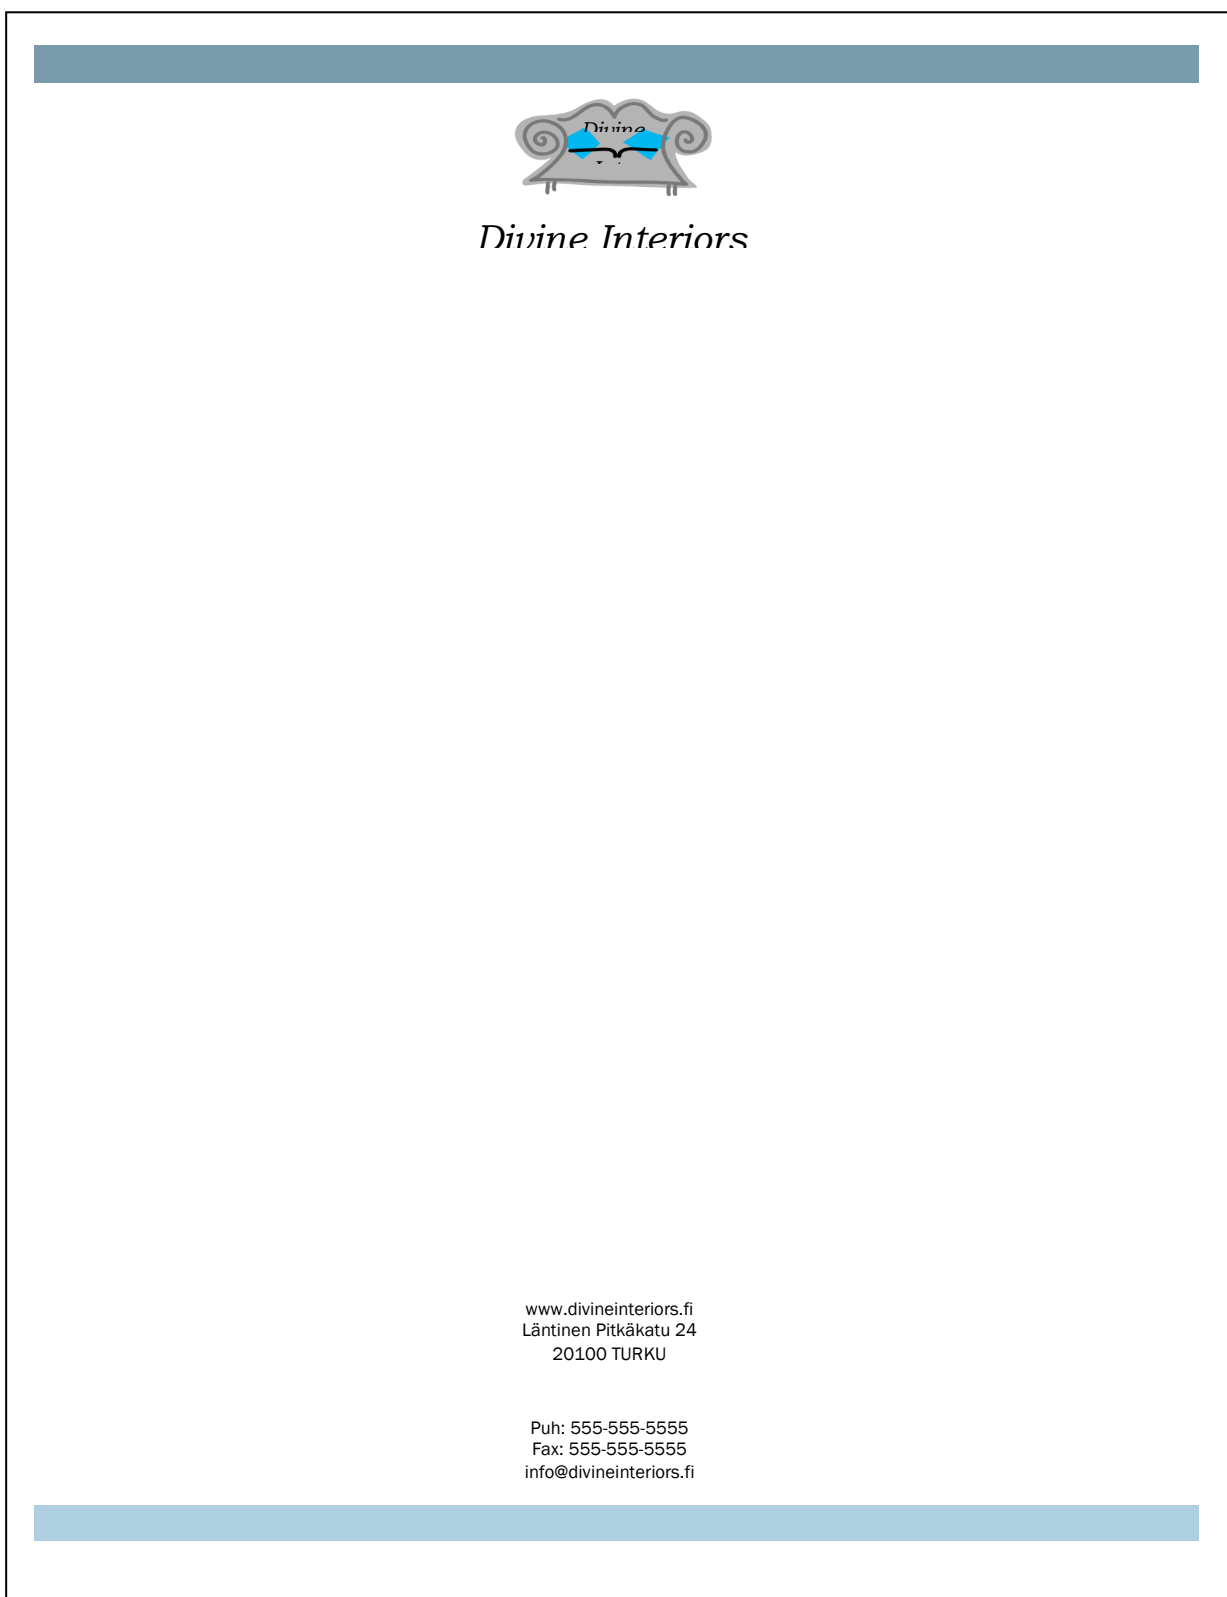 Divine
Divine Interiors
www.divineinteriors.fi
Läntinen Pitkäkatu 24
20100 TURKU
Puh: 555-555-5555
Fax: 555-555-5555
info@divineinteriors.fi